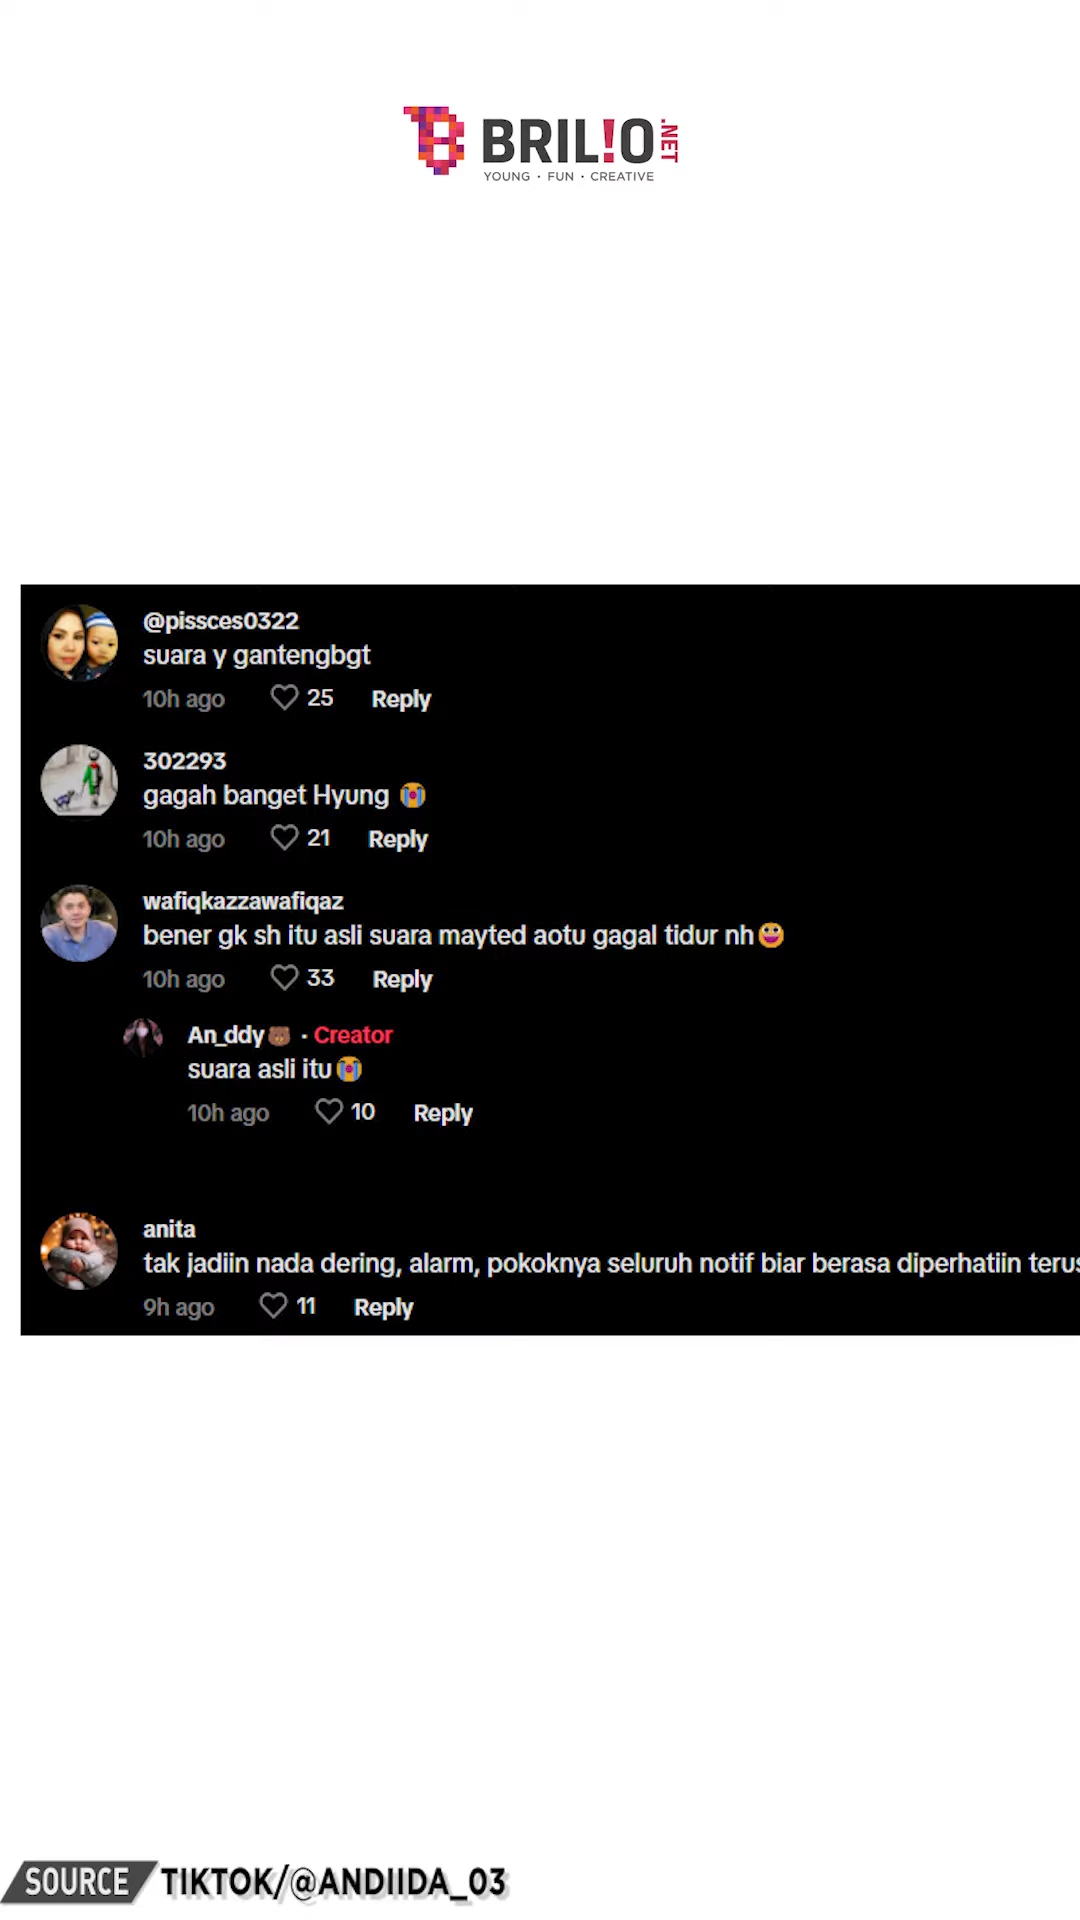 BRIL!O.NET
YOUNG · FUN · CREATIVE
@pissces0322
suara y gantengbgt
10h ago 25 Reply
302293
gagah banget Hyung 😭
10h ago 21 Reply
wafiqkazzawafiqaz
bener gk sh itu asli suara mayted aotu gagal tidur nh😀
10h ago 33 Reply
An_ddy🐻 · Creator
suara asli itu😭
10h ago 10 Reply
anita
tak jadiin nada dering, alarm, pokoknya seluruh notif biar berasa diperhatiin terus
9h ago 11 Reply
SOURCE TIKTOK/@ANDIIDA_03